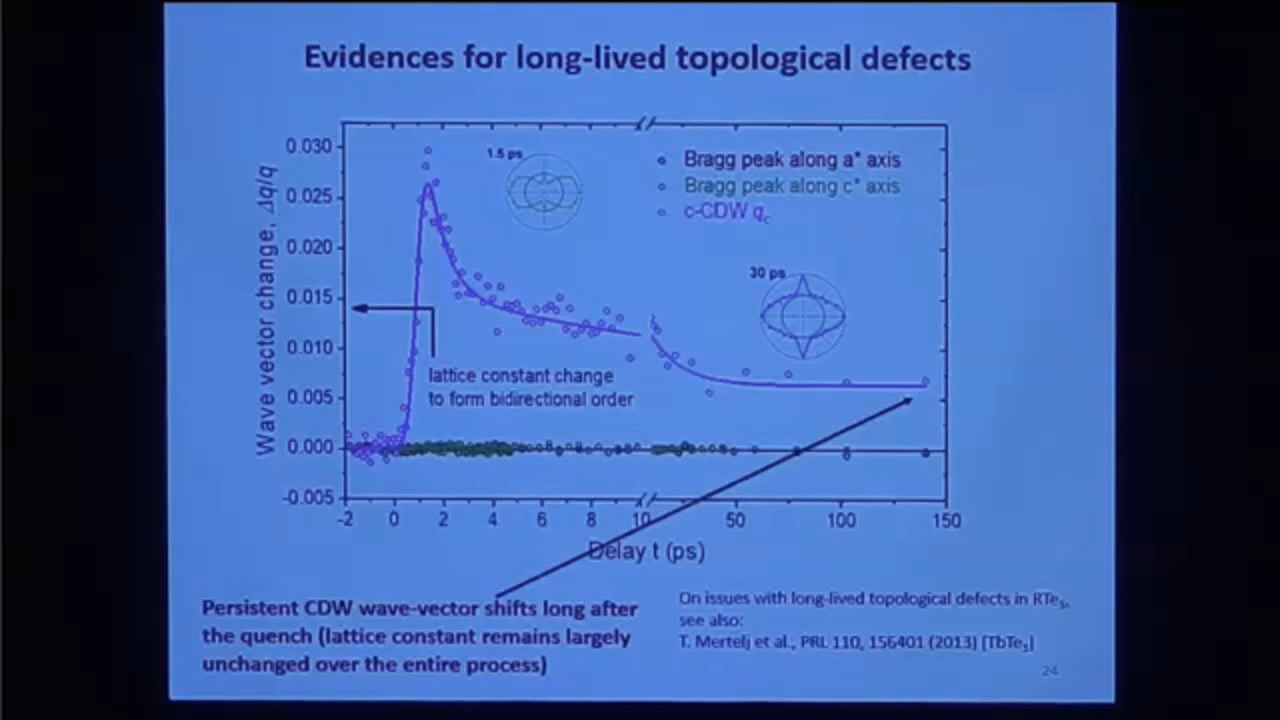 Evidences for long-lived topological defects
0.030
0.025
0.020
0.015
0.010
0.005
0.000
-0.005
Wave vector change, Δq/q
1.5 ps
Bragg peak along a* axis
Bragg peak along c* axis
c-CDW qc
30 ps
lattice constant change
to form bidirectional order
-2 0 2 4 6 8 10 50 100 150
Delay t (ps)
Persistent CDW wave-vector shifts long after
the quench (lattice constant remains largely
unchanged over the entire process)
On issues with long-lived topological defects in RTe3,
see also:
T. Mertelj et al., PRL 110, 156401 (2013) [TbTe3]
24